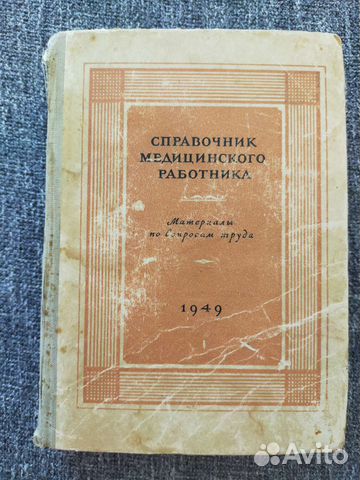 СПРАВОЧНИК
МЕДИЦИНСКОГО
РАБОТНИКА
Материалы
по вопросам труда
1949
Avito